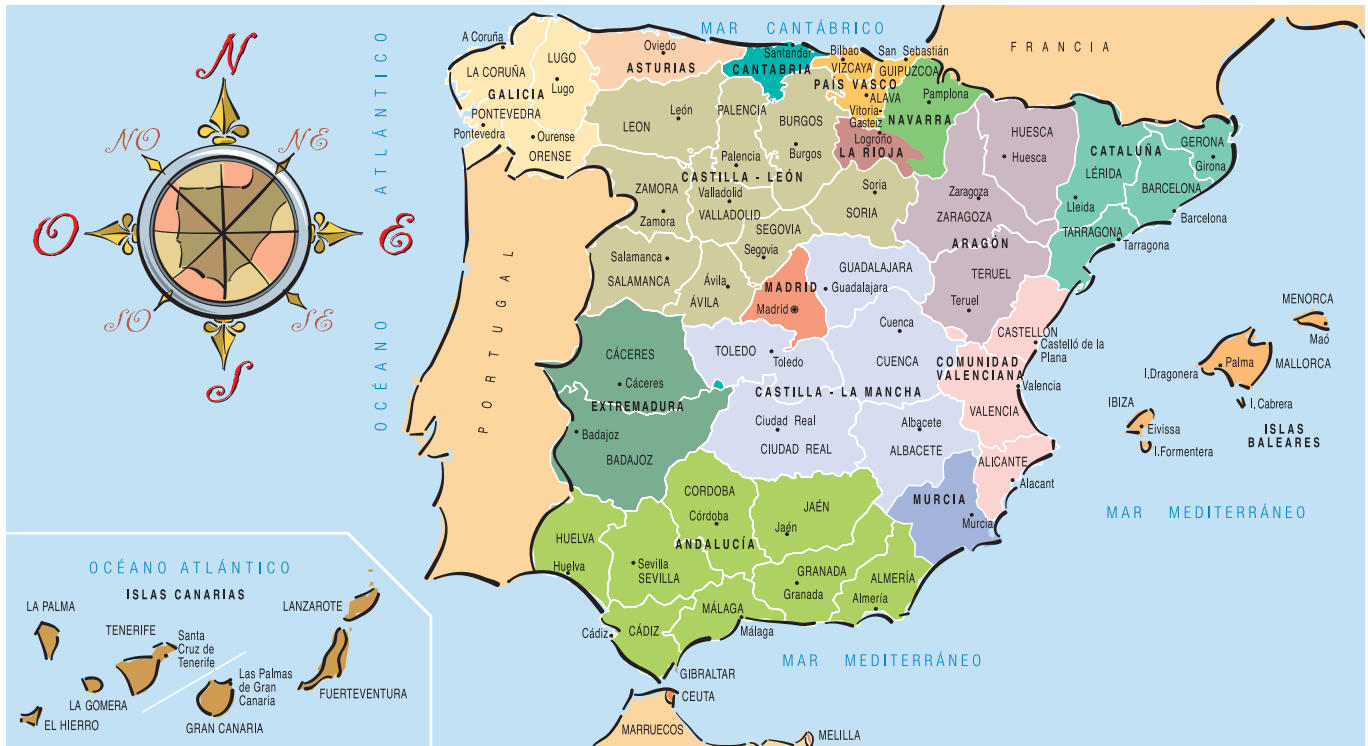 MAR CANTÁBRICO
FRANCIA
OCÉANO ATLÁNTICO
N
NO
NE
O
E
SO
SE
S
A Coruña
LA CORUÑA
LUGO
Lugo
GALICIA
PONTEVEDRA
Pontevedra
Ourense
ORENSE
Oviedo
ASTURIAS
Santander
CANTABRIA
Bilbao
VIZCAYA
San Sebastián
GUIPUZCOA
PAÍS VASCO
ALAVA
Vitoria-
Gasteiz
Pamplona
NAVARRA
Logroño
LA RIOJA
León
LEON
PALENCIA
Palencia
BURGOS
Burgos
CASTILLA - LEÓN
ZAMORA
Zamora
Valladolid
VALLADOLID
Soria
SORIA
SEGOVIA
Segovia
Salamanca
SALAMANCA
Ávila
ÁVILA
HUESCA
Huesca
Zaragoza
ZARAGOZA
ARAGÓN
TERUEL
Teruel
CATALUÑA
GERONA
Girona
LÉRIDA
Lleida
BARCELONA
Barcelona
TARRAGONA
Tarragona
MADRID
Madrid
GUADALAJARA
Guadalajara
Cuenca
CUENCA
TOLEDO
Toledo
CASTILLA - LA MANCHA
Ciudad Real
CIUDAD REAL
Albacete
ALBACETE
CASTELLÓN
Castelló de la
Plana
COMUNIDAD
VALENCIANA
Valencia
VALENCIA
ALICANTE
Alacant
MURCIA
Murcia
PORTUGAL
CÁCERES
Cáceres
EXTREMADURA
Badajoz
BADAJOZ
CORDOBA
Córdoba
JAÉN
Jaén
ANDALUCÍA
HUELVA
Huelva
Sevilla
SEVILLA
GRANADA
Granada
ALMERÍA
Almería
MÁLAGA
Málaga
Cádiz
CÁDIZ
GIBRALTAR
CEUTA
MARRUECOS
MELILLA
MAR MEDITERRÁNEO
MENORCA
Maó
Palma
MALLORCA
I.Dragonera
I.Cabrera
IBIZA
Eivissa
I.Formentera
ISLAS
BALEARES
MAR MEDITERRÁNEO
OCÉANO ATLÁNTICO
ISLAS CANARIAS
LA PALMA
TENERIFE
Santa
Cruz de
Tenerife
LANZAROTE
LA GOMERA
EL HIERRO
Las Palmas
de Gran
Canaria
GRAN CANARIA
FUERTEVENTURA